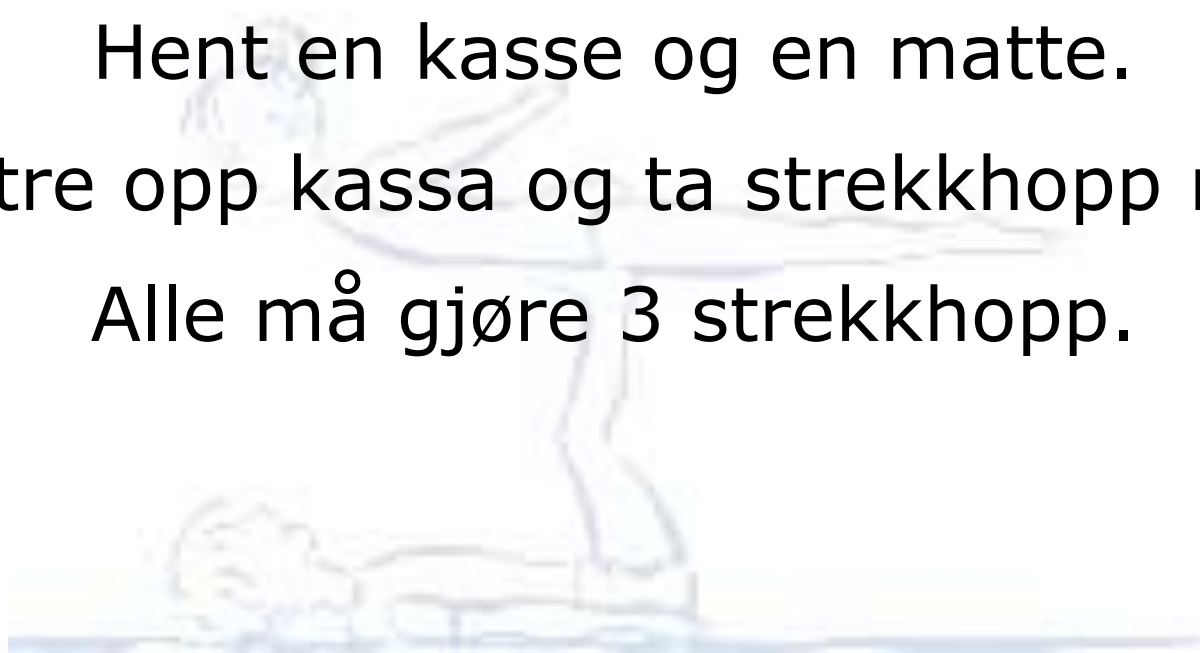 Hent en kasse og en matte.
tre opp kassa og ta strekkhopp
Alle må gjøre 3 strekkhopp.